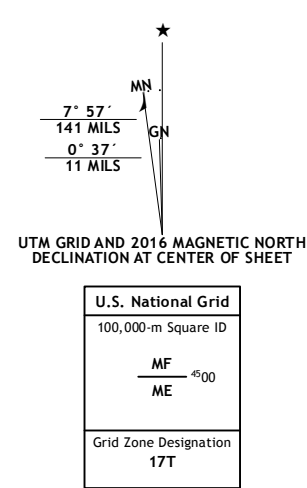 MN
7° 57´
141 MILS
GN
0° 37´
11 MILS
UTM GRID AND 2016 MAGNETIC NORTH
DECLINATION AT CENTER OF SHEET
U.S. National Grid
100,000-m Square ID
MF
4500
ME
Grid Zone Designation
17T